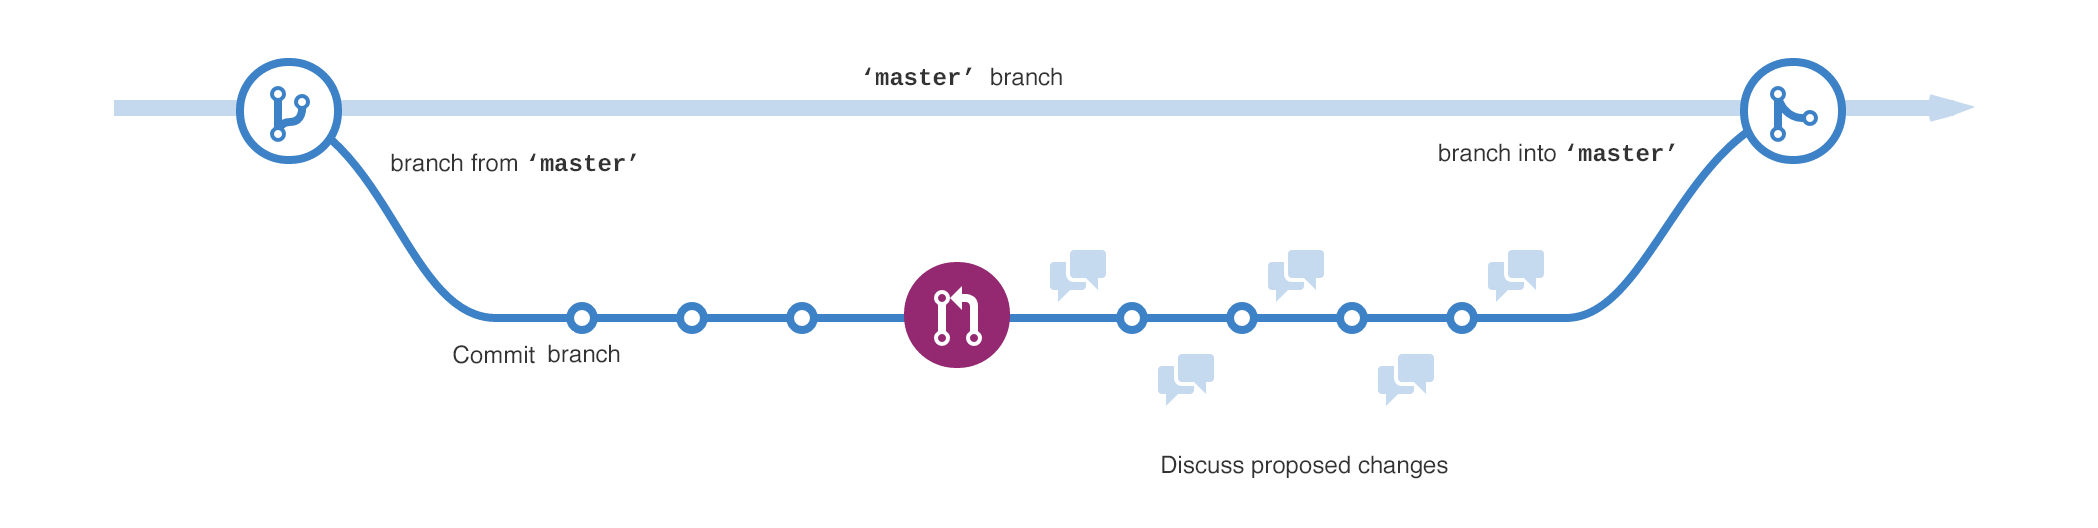 ‘master’ branch
branch from ‘master’
branch into ‘master’
Commit branch
Discuss proposed changes